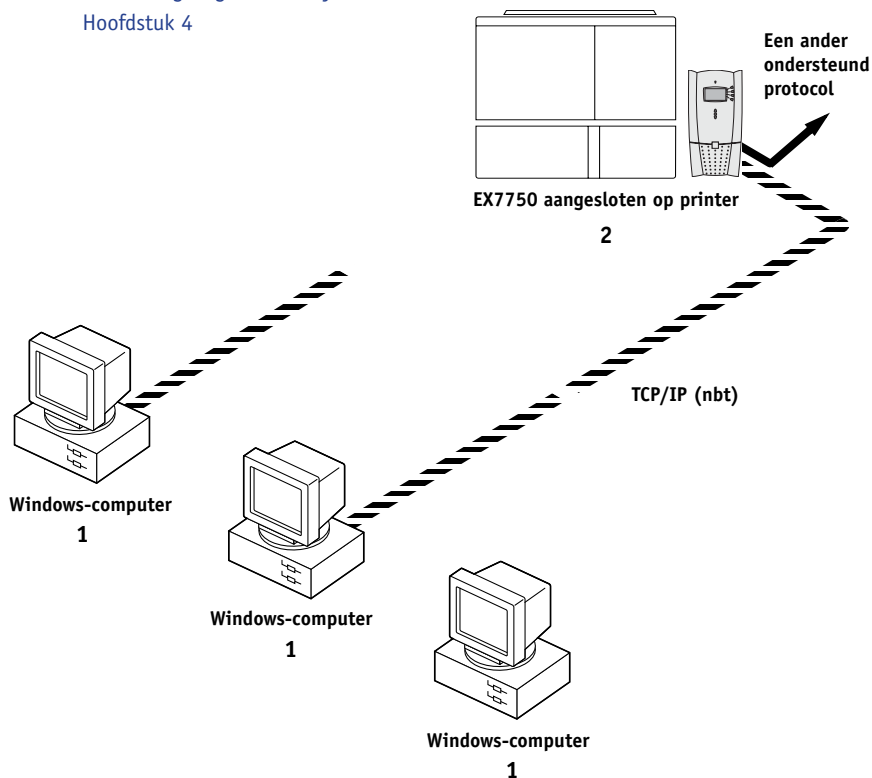 Hoofdstuk 4
Een ander
ondersteund
protocol
EX7750 aangesloten op printer
2
TCP/IP (nbt)
Windows-computer
1
Windows-computer
1
Windows-computer
1